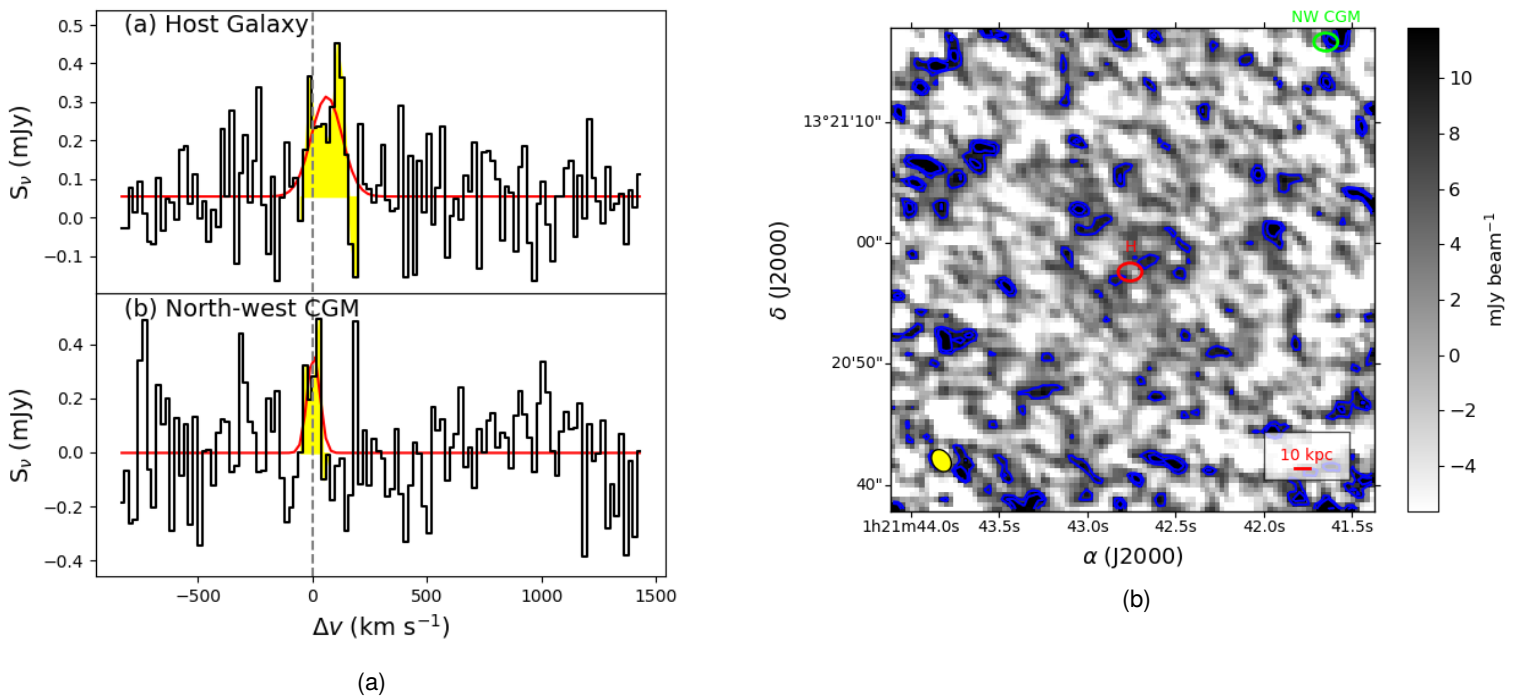 (a) Host Galaxy
0.5
0.4
0.3
0.2
0.1
0.0
−0.1
Sν (mJy)
(b) North-west CGM
0.4
0.2
0.0
−0.2
−0.4
Sν (mJy)
−500
0
500
1000
1500
Δv (km s⁻¹)
(a)
NW CGM
13°21'10"
00"
20'50"
40"
δ (J2000)
H
10 kpc
1h21m44.0s
43.5s
43.0s
42.5s
42.0s
41.5s
α (J2000)
10
8
6
4
2
0
−2
−4
mJy beam⁻¹
(b)